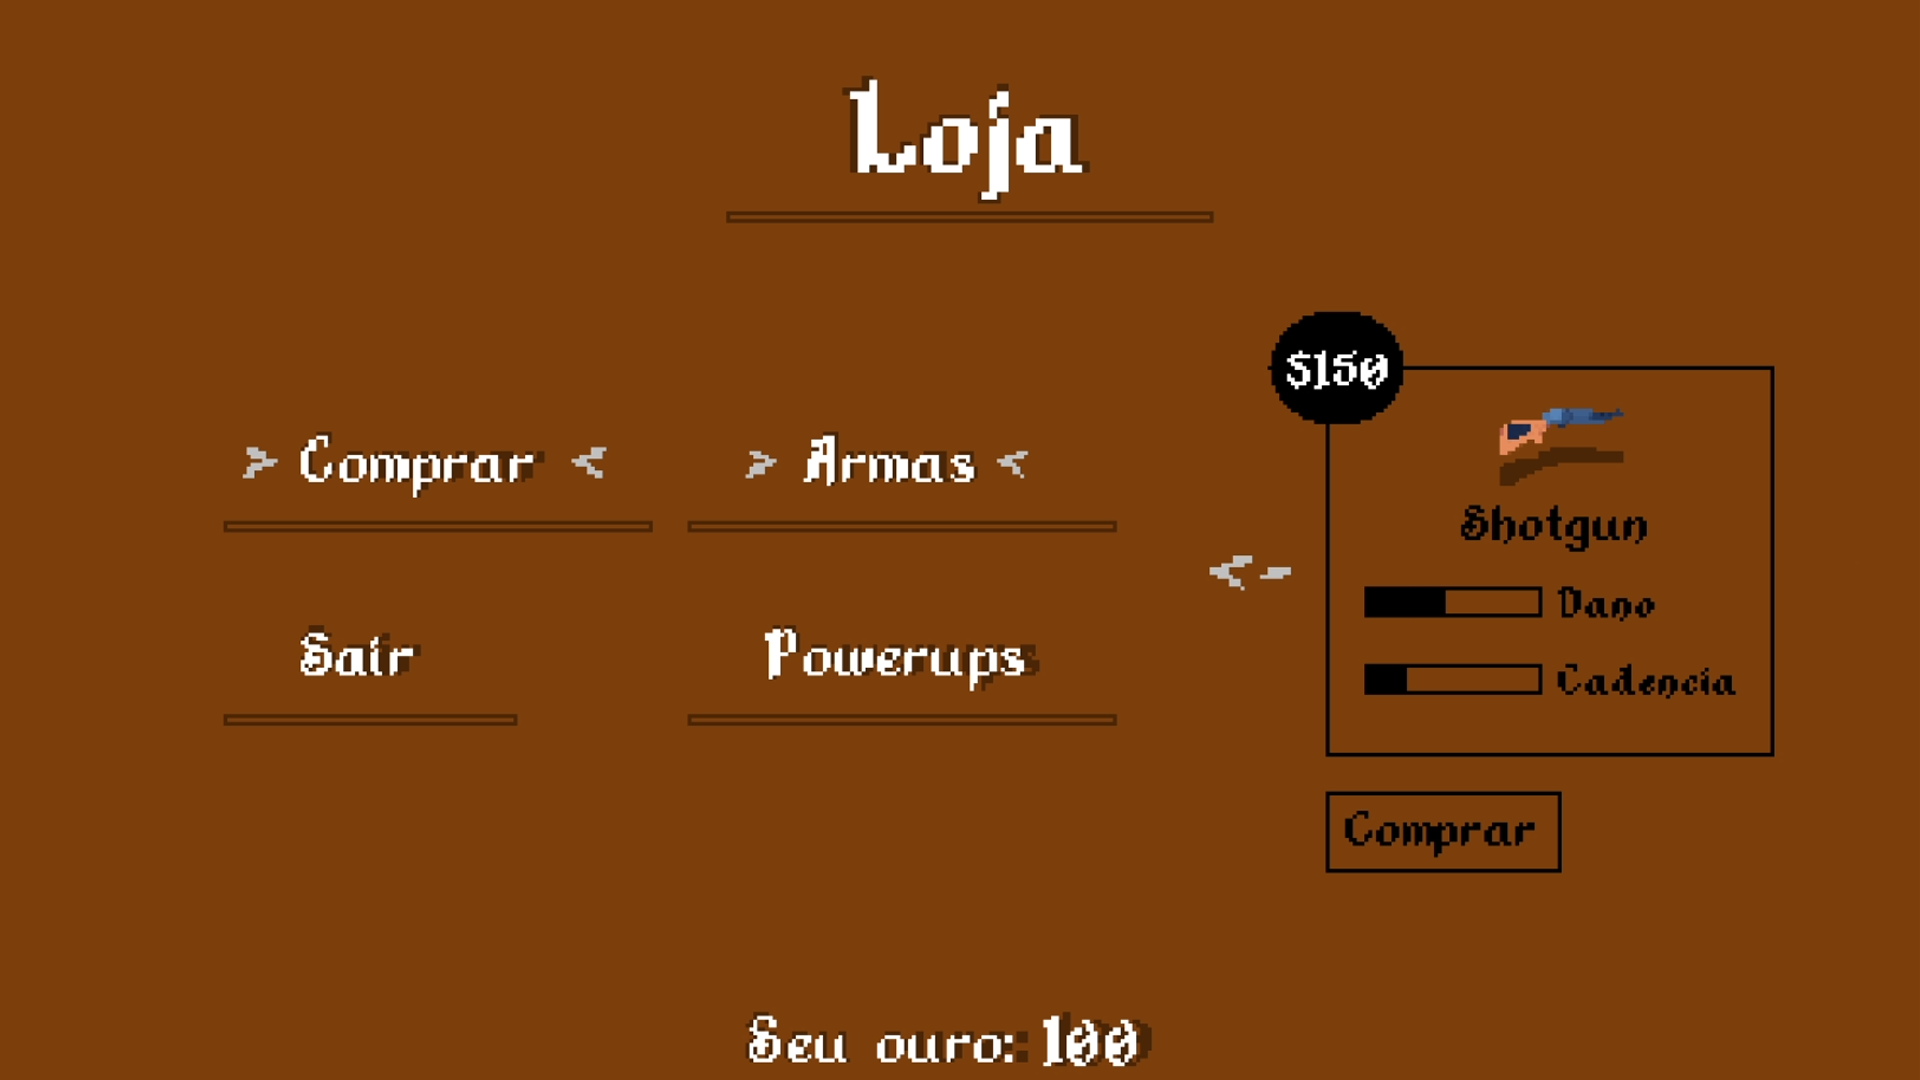 Loja
> Comprar <
> Armas <
Sair
Powerups
<-
$150
Shotgun
Dano
Cadencia
Comprar
Seu ouro: 100